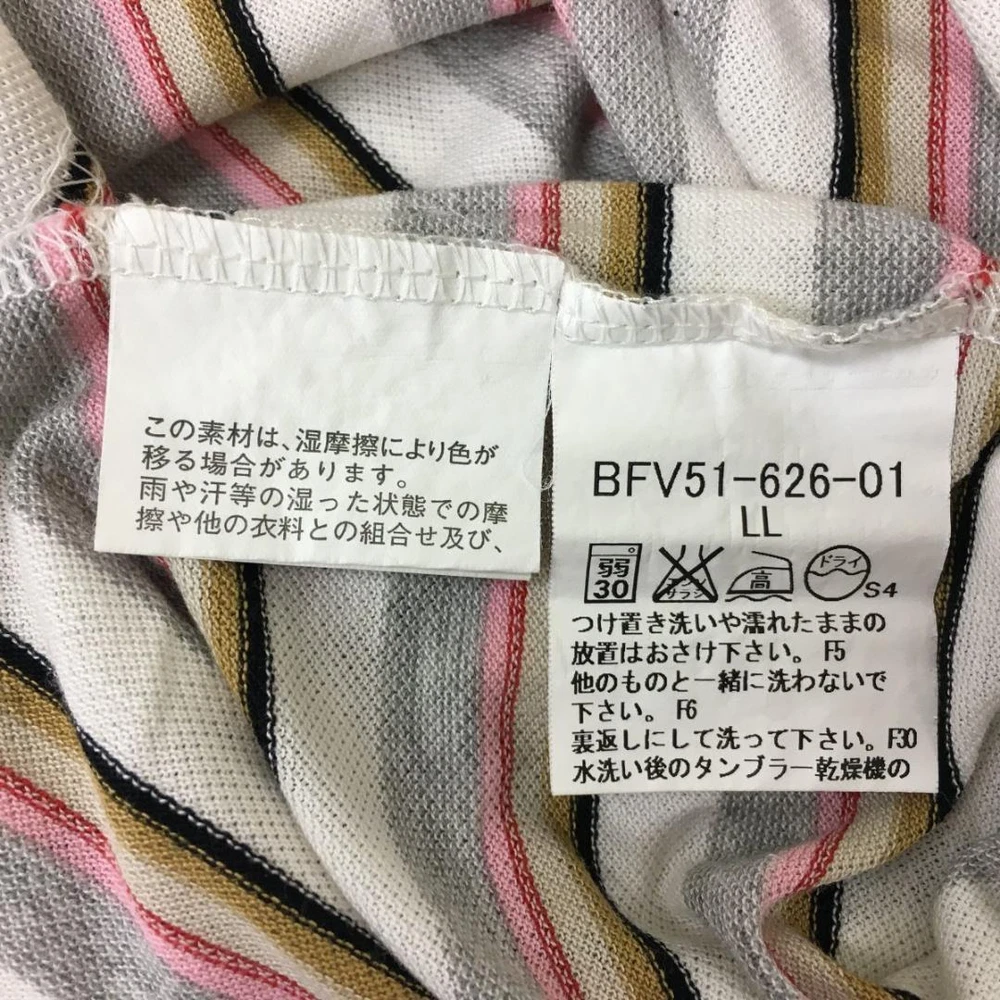 この素材は、湿摩擦により色が
移る場合があります。
雨や汗等の湿った状態での摩
擦や他の衣料との組合せ及び、
BFV51-626-01
LL
弱 30 エンソサラシ 高 ドライ S4
つけ置き洗いや濡れたままの
放置はおさけ下さい。F5
他のものと一緒に洗わないで
下さい。F6
裏返しにして洗って下さい。F30
水洗い後のタンブラー乾燥機の